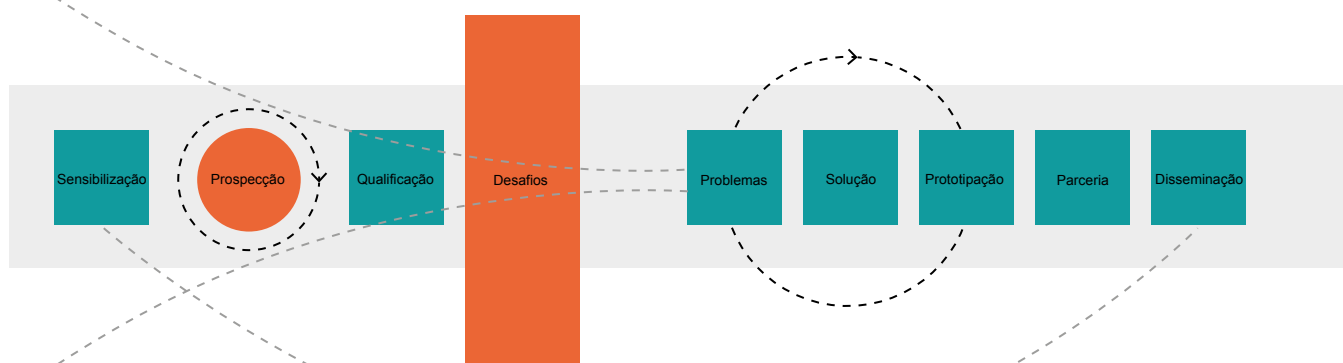 Sensibilização
Prospecção
Qualificação
Desafios
Problemas
Solução
Prototipação
Parceria
Disseminação